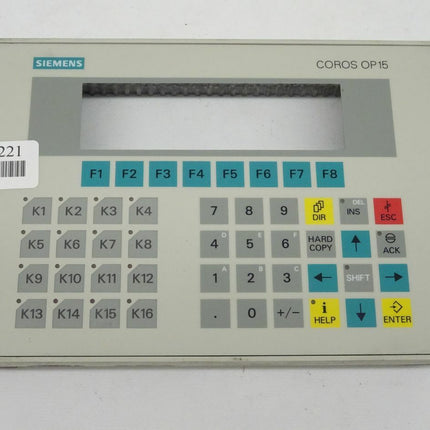 SIEMENS
COROS OP15
221
F1 F2 F3 F4 F5 F6 F7 F8
K1 K2 K3 K4
7 8 9 DIR DEL INS ESC
K5 K6 K7 K8
4 D 5 E 6 F HARD COPY ACK
K9 K10 K11 K12
1 A 2 B 3 C SHIFT
K13 K14 K15 K16
. 0 +/- i HELP ENTER